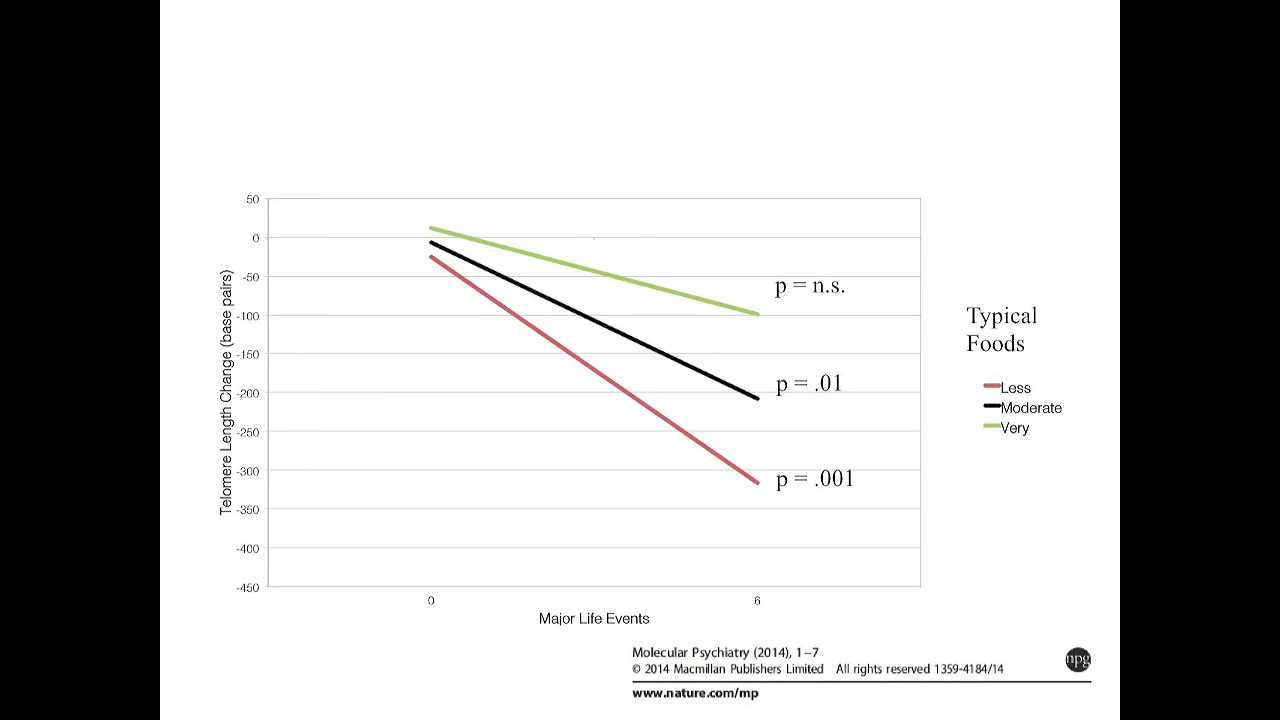 50
0
-50
-100
-150
-200
-250
-300
-350
-400
-450
Telomere Length Change (base pairs)
0
6
Major Life Events
p = n.s.
p = .01
p = .001
Typical
Foods
Less
Moderate
Very
Molecular Psychiatry (2014), 1–7
© 2014 Macmillan Publishers Limited All rights reserved 1359-4184/14
npg
www.nature.com/mp